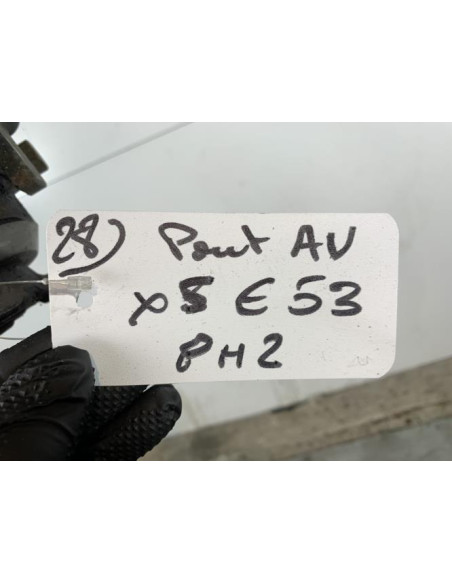 28) Pont AV
X5 E53
PH2